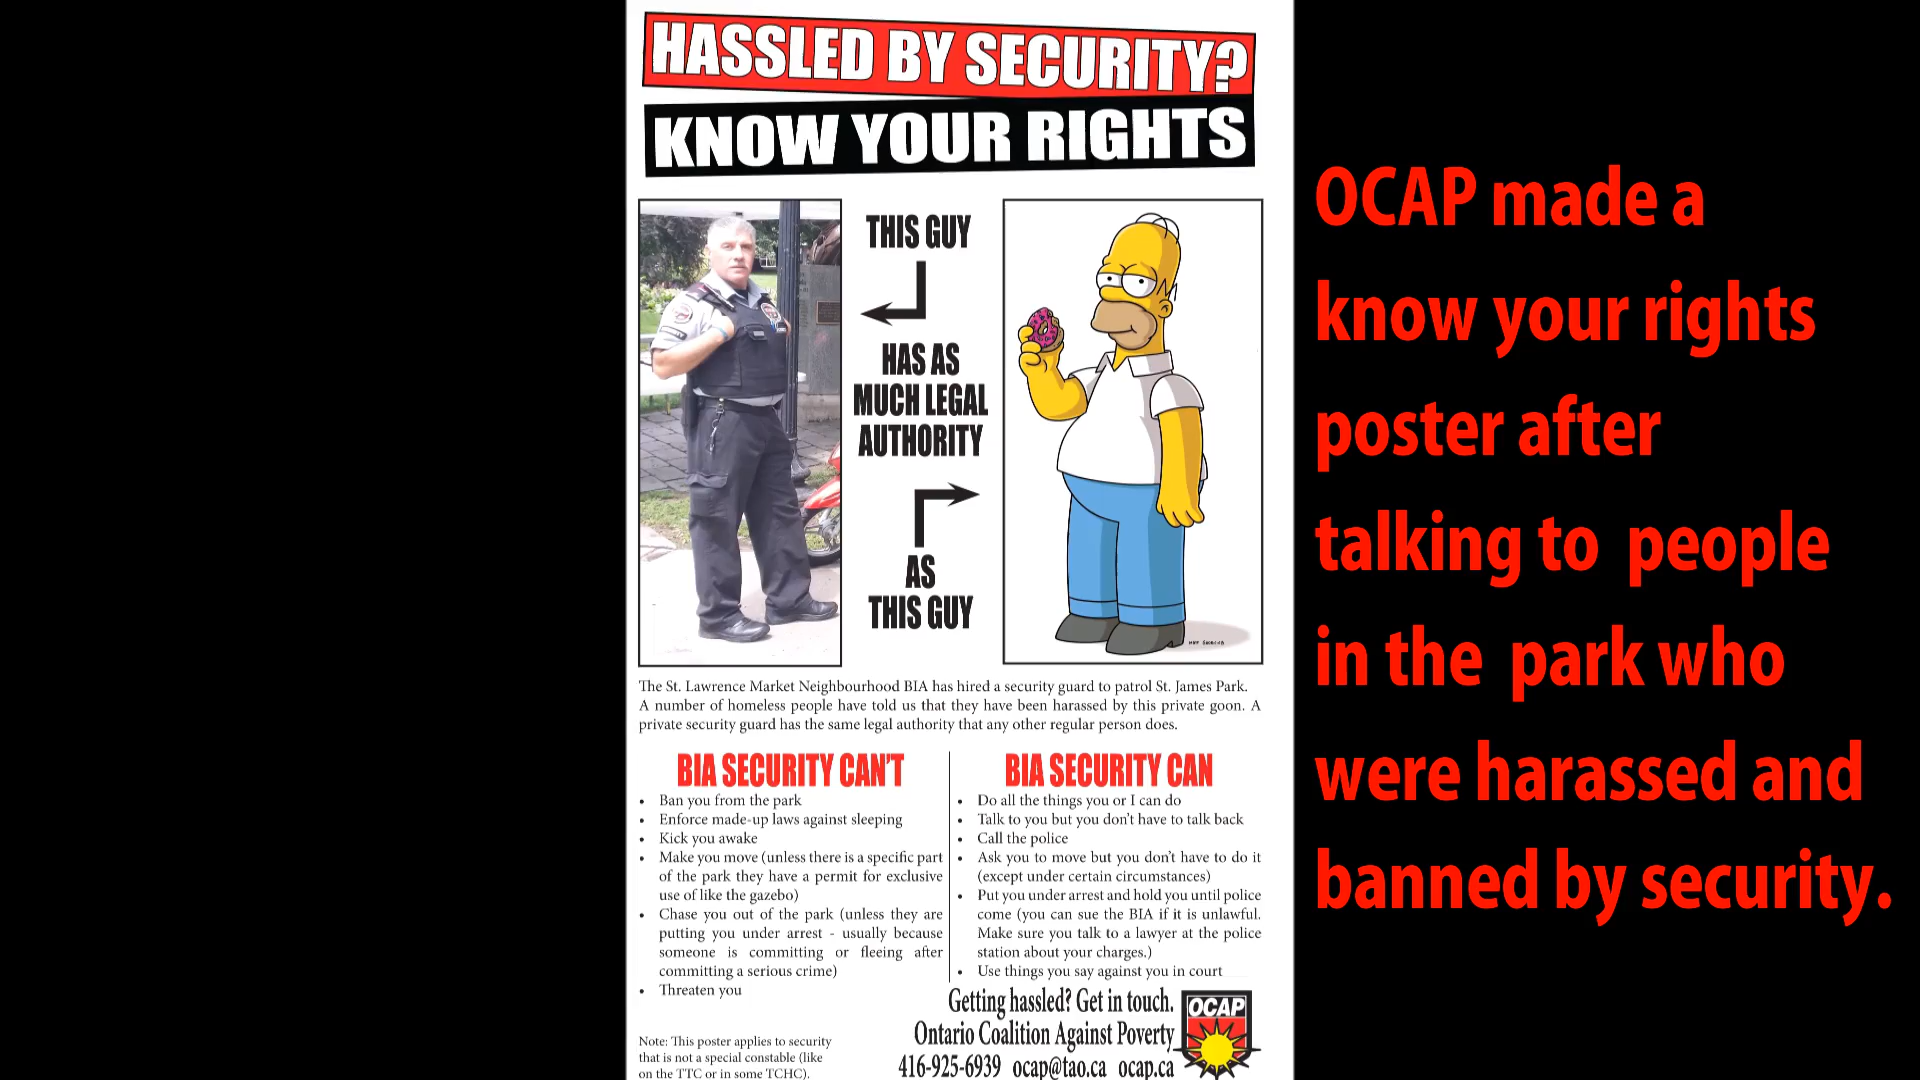 HASSLED BY SECURITY?
KNOW YOUR RIGHTS
THIS GUY
HAS AS
MUCH LEGAL
AUTHORITY
AS
THIS GUY
MATT GROENING
The St. Lawrence Market Neighbourhood BIA has hired a security guard to patrol St. James Park.
A number of homeless people have told us that they have been harassed by this private goon. A
private security guard has the same legal authority that any other regular person does.
BIA SECURITY CAN'T
• Ban you from the park
• Enforce made-up laws against sleeping
• Kick you awake
• Make you move (unless there is a specific part
of the park they have a permit for exclusive
use of like the gazebo)
• Chase you out of the park (unless they are
putting you under arrest - usually because
someone is committing or fleeing after
committing a serious crime)
• Threaten you
Note: This poster applies to security
that is not a special constable (like
on the TTC or in some TCHC).
BIA SECURITY CAN
• Do all the things you or I can do
• Talk to you but you don't have to talk back
• Call the police
• Ask you to move but you don't have to do it
(except under certain circumstances)
• Put you under arrest and hold you until police
come (you can sue the BIA if it is unlawful.
Make sure you talk to a lawyer at the police
station about your charges.)
• Use things you say against you in court
Getting hassled? Get in touch.
Ontario Coalition Against Poverty
416-925-6939 ocap@tao.ca ocap.ca
OCAP
OCAP made a
know your rights
poster after
talking to people
in the park who
were harassed and
banned by security.